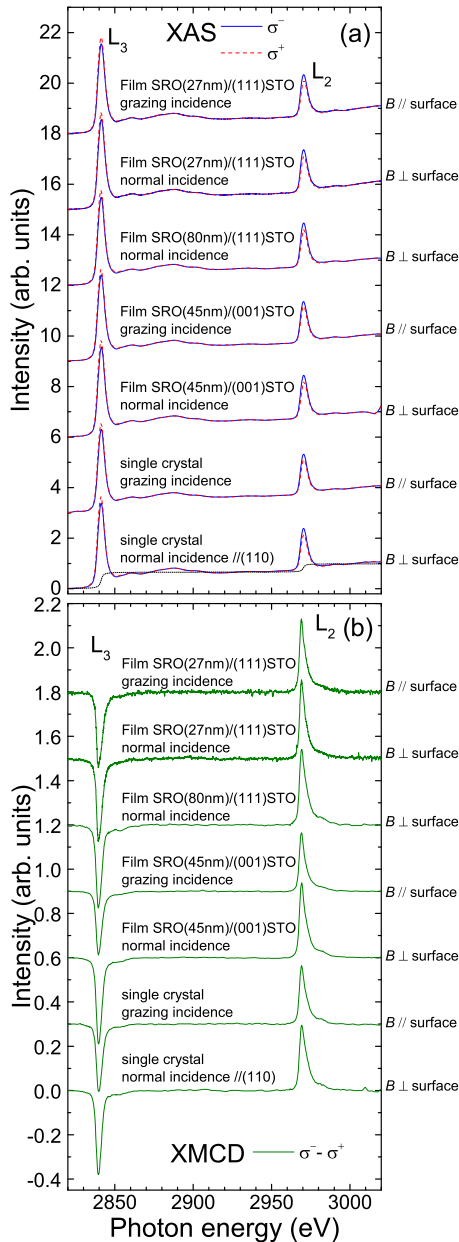 XAS
σ⁻
σ⁺
(a)
L₃
L₂
Film SRO(27nm)/(111)STO
grazing incidence
B // surface
Film SRO(27nm)/(111)STO
normal incidence
B ⊥ surface
Film SRO(80nm)/(111)STO
normal incidence
B ⊥ surface
Film SRO(45nm)/(001)STO
grazing incidence
B // surface
Film SRO(45nm)/(001)STO
normal incidence
B ⊥ surface
single crystal
grazing incidence
B // surface
single crystal
normal incidence //(110)
B ⊥ surface
22
20
18
16
14
12
10
8
6
4
2
0
Intensity (arb. units)
(b)
L₃
L₂
Film SRO(27nm)/(111)STO
grazing incidence
B // surface
Film SRO(27nm)/(111)STO
normal incidence
B ⊥ surface
Film SRO(80nm)/(111)STO
normal incidence
B ⊥ surface
Film SRO(45nm)/(001)STO
grazing incidence
B // surface
Film SRO(45nm)/(001)STO
normal incidence
B ⊥ surface
single crystal
grazing incidence
B // surface
single crystal
normal incidence //(110)
B ⊥ surface
XMCD
σ⁻- σ⁺
2.2
2.0
1.8
1.6
1.4
1.2
1.0
0.8
0.6
0.4
0.2
0.0
-0.2
-0.4
Intensity (arb. units)
2850 2900 2950 3000
Photon energy (eV)